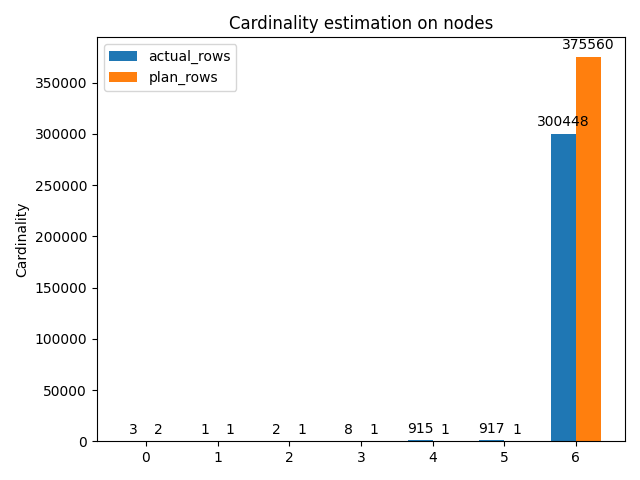 Cardinality estimation on nodes
actual_rows
plan_rows
Cardinality
350000
300000
250000
200000
150000
100000
50000
0
3 2 1 1 2 1 8 1 915 1 917 1 300448 375560
0 1 2 3 4 5 6